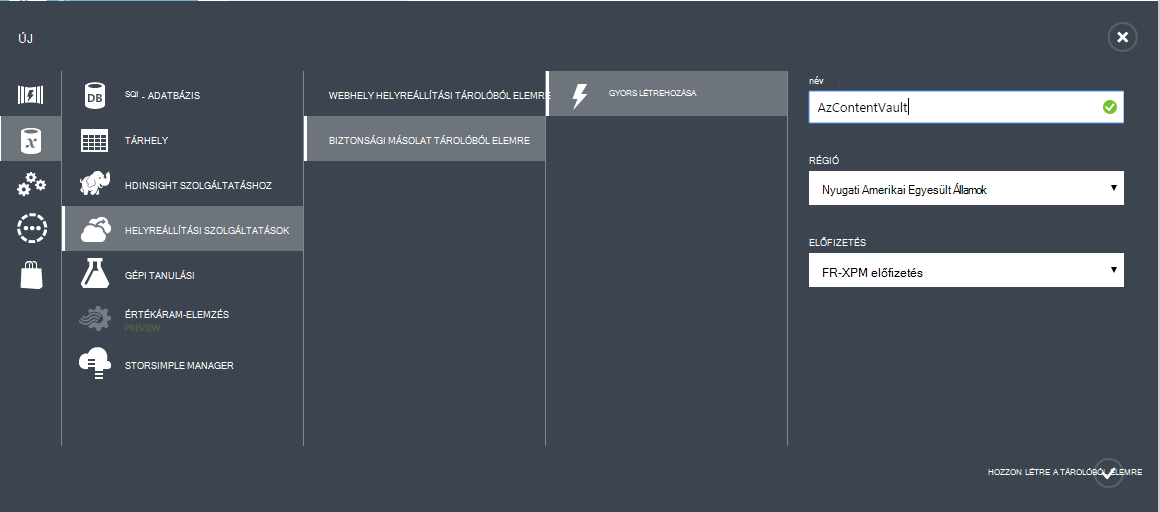 ÚJ
SQl - ADATBÁZIS
TÁRHELY
HDINSIGHT SZOLGÁLTATÁSHOZ
HELYREÁLLÍTÁSI SZOLGÁLTATÁSOK
GÉPI TANULÁSI
ÉRTÉKÁRAM-ELEMZÉS
PREVIEW
STORSIMPLE MANAGER
WEBHELY HELYREÁLLÍTÁSI TÁROLÓBÓL ELEMRE
BIZTONSÁGI MÁSOLAT TÁROLÓBÓL ELEMRE
GYORS LÉTREHOZÁSA
név
AzContentVault
RÉGIÓ
Nyugati Amerikai Egyesült Államok
ELŐFIZETÉS
FR-XPM előfizetés
HOZZON LÉTRE A TÁROLÓBÓL ELEMRE
DB
x